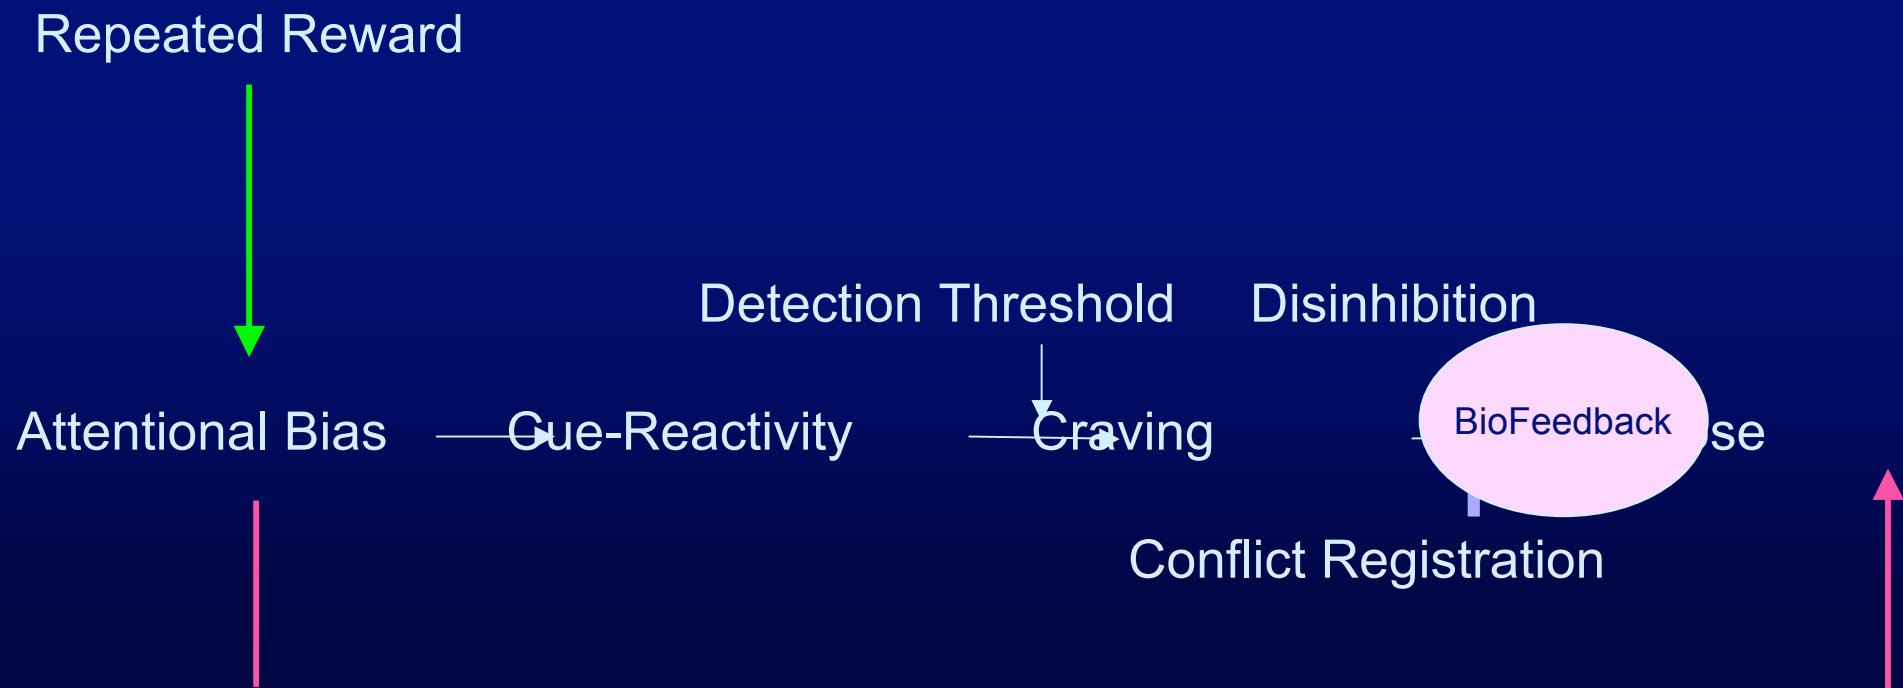 Repeated Reward
Detection Threshold
Disinhibition
Attentional Bias
Cue-Reactivity
Craving
BioFeedback
Conflict Registration